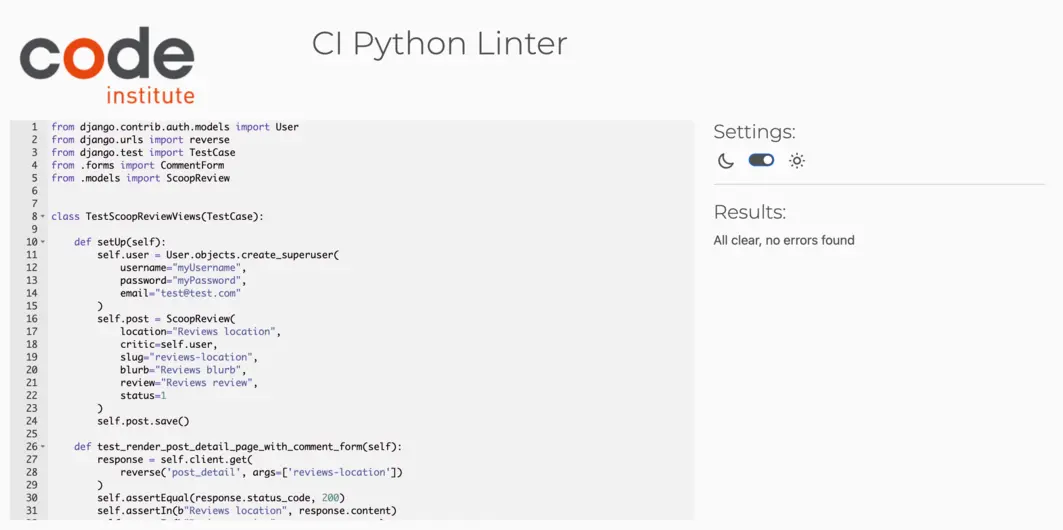 code
institute
CI Python Linter
1 from django.contrib.auth.models import User
2 from django.urls import reverse
3 from django.test import TestCase
4 from .forms import CommentForm
5 from .models import ScoopReview
6
7
8 class TestScoopReviewViews(TestCase):
9
10     def setUp(self):
11         self.user = User.objects.create_superuser(
12             username="myUsername",
13             password="myPassword",
14             email="test@test.com"
15         )
16         self.post = ScoopReview(
17             location="Reviews location",
18             critic=self.user,
19             slug="reviews-location",
20             blurb="Reviews blurb",
21             review="Reviews review",
22             status=1
23         )
24         self.post.save()
25
26     def test_render_post_detail_page_with_comment_form(self):
27         response = self.client.get(
28             reverse('post_detail', args=['reviews-location'])
29         )
30         self.assertEqual(response.status_code, 200)
31         self.assertIn(b"Reviews location", response.content)
Settings:
Results:
All clear, no errors found